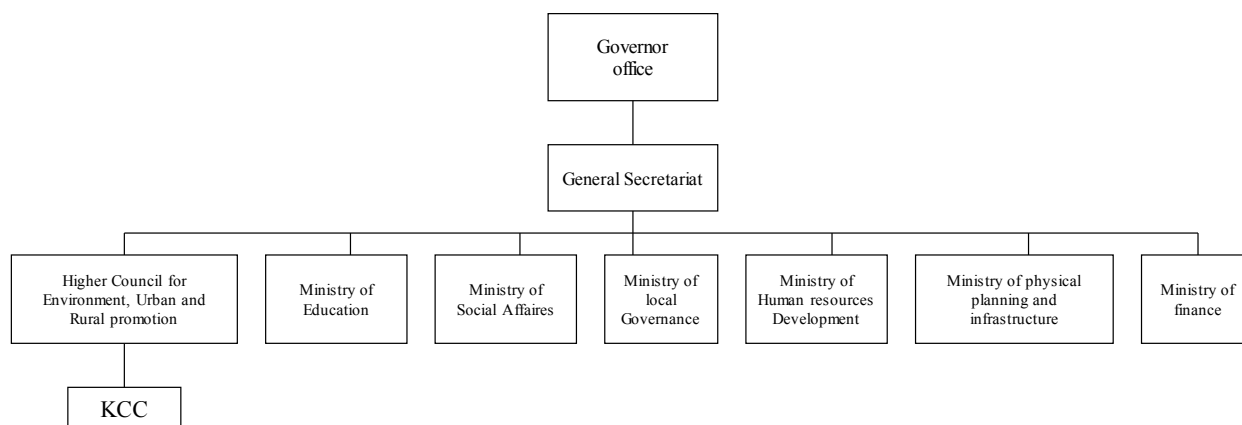 Governor
office
General Secretariat
Higher Council for
Environment, Urban and
Rural promotion
Ministry of
Education
Ministry of
Social Affaires
Ministry of
local
Governance
Ministry of
Human resources
Development
Ministry of physical
planning and
infrastructure
Ministry of
finance
KCC